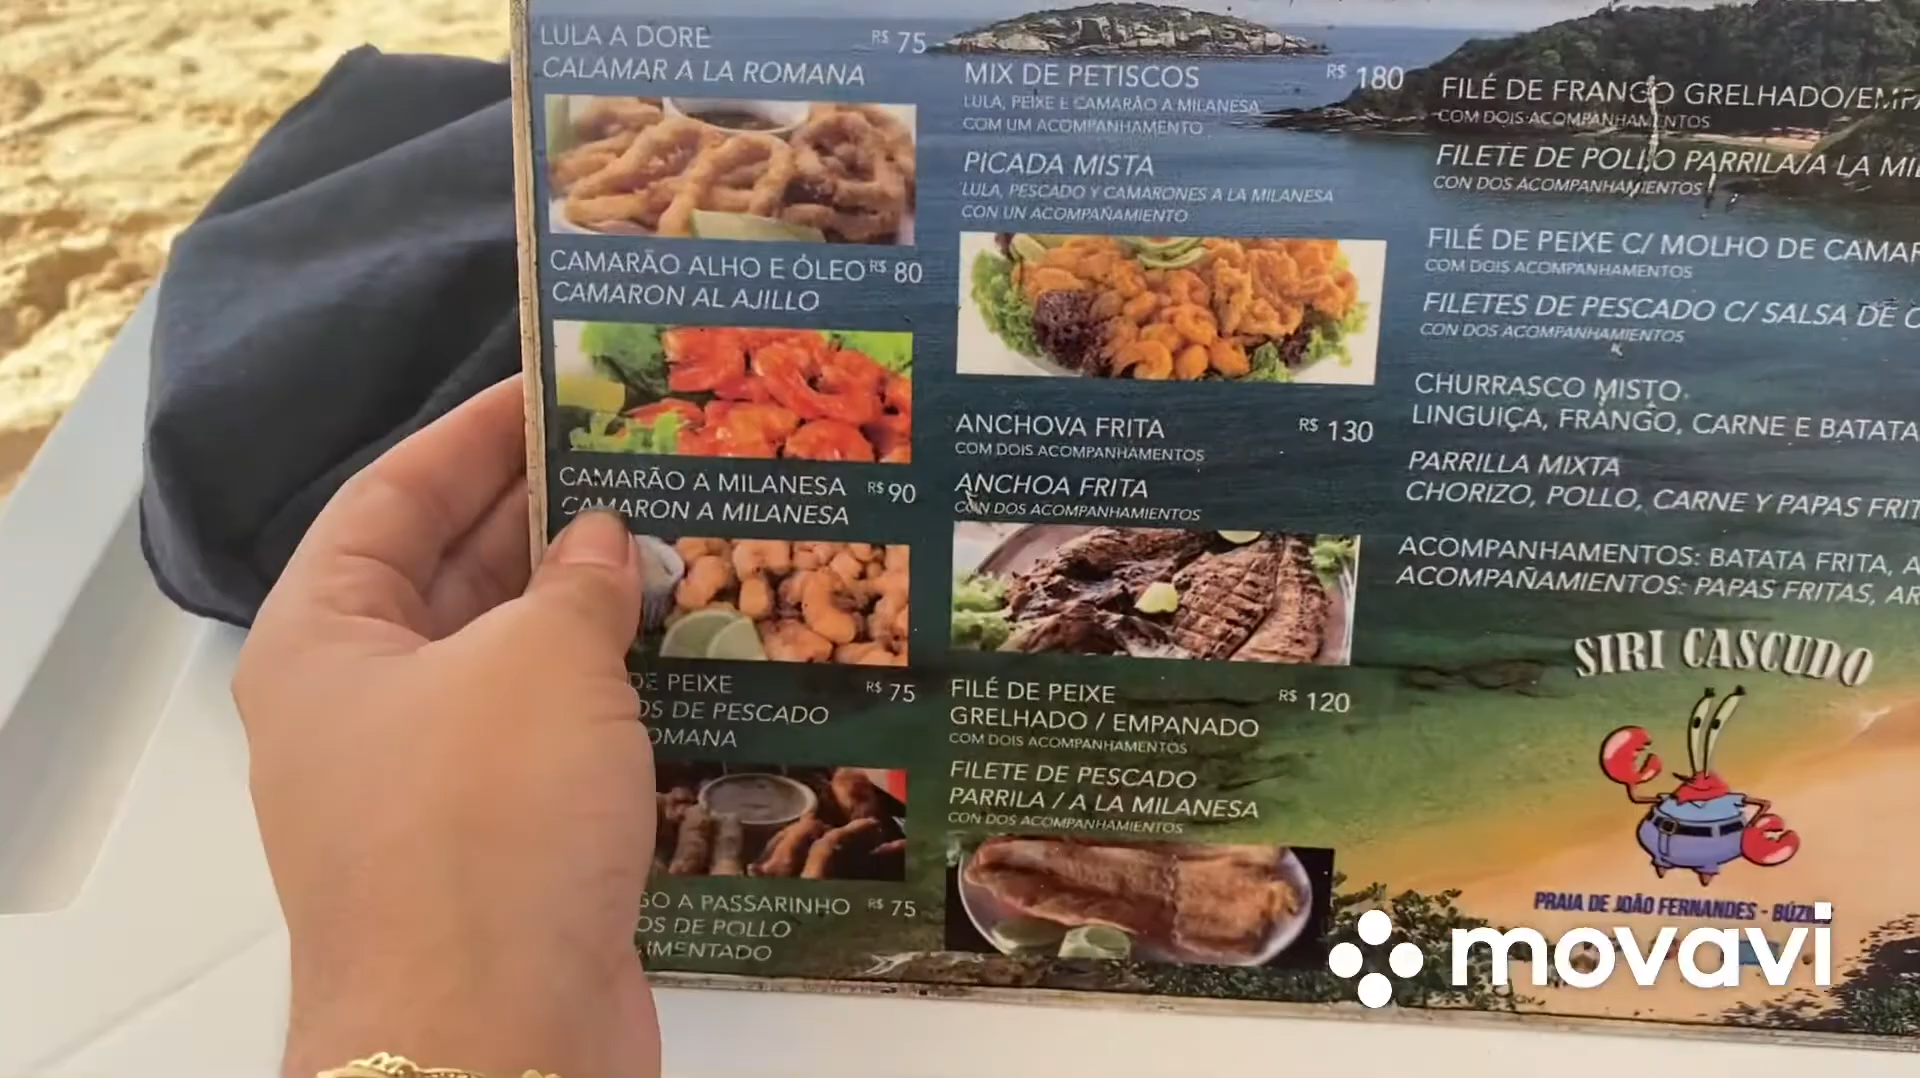 LULA A DORE R$ 75
CALAMAR A LA ROMANA
CAMARÃO ALHO E ÓLEO R$ 80
CAMARON AL AJILLO
CAMARÃO A MILANESA R$ 90
CAMARON A MILANESA
DE PEIXE R$ 75
OS DE PESCADO
OMANA
GO A PASSARINHO R$ 75
OS DE POLLO
IMENTADO
MIX DE PETISCOS R$ 180
LULA, PEIXE E CAMARÃO A MILANESA
COM UM ACOMPANHAMENTO
PICADA MISTA
LULA, PESCADO Y CAMARONES A LA MILANESA
CON UN ACOMPAÑAMIENTO
ANCHOVA FRITA R$ 130
COM DOIS ACOMPANHAMENTOS
ANCHOA FRITA
CON DOS ACOMPANHAMIENTOS
FILÉ DE PEIXE R$ 120
GRELHADO / EMPANADO
COM DOIS ACOMPANHAMENTOS
FILETE DE PESCADO
PARRILA / A LA MILANESA
CON DOS ACOMPANHAMIENTOS
FILÉ DE FRANGO GRELHADO/EMPA
COM DOIS ACOMPANHAMENTOS
FILETE DE POLLO PARRILA/A LA MIL
CON DOS ACOMPANHAMIENTOS
FILÉ DE PEIXE C/ MOLHO DE CAMAR
COM DOIS ACOMPANHAMENTOS
FILETES DE PESCADO C/ SALSA DE C
CON DOS ACOMPANHAMIENTOS
CHURRASCO MISTO
LINGUIÇA, FRANGO, CARNE E BATATA
PARRILLA MIXTA
CHORIZO, POLLO, CARNE Y PAPAS FRIT
ACOMPANHAMENTOS: BATATA FRITA, A
ACOMPAÑAMIENTOS: PAPAS FRITAS, AR
SIRI CASCUDO
PRAIA DE JOÃO FERNANDES - BÚZIOS
movavi